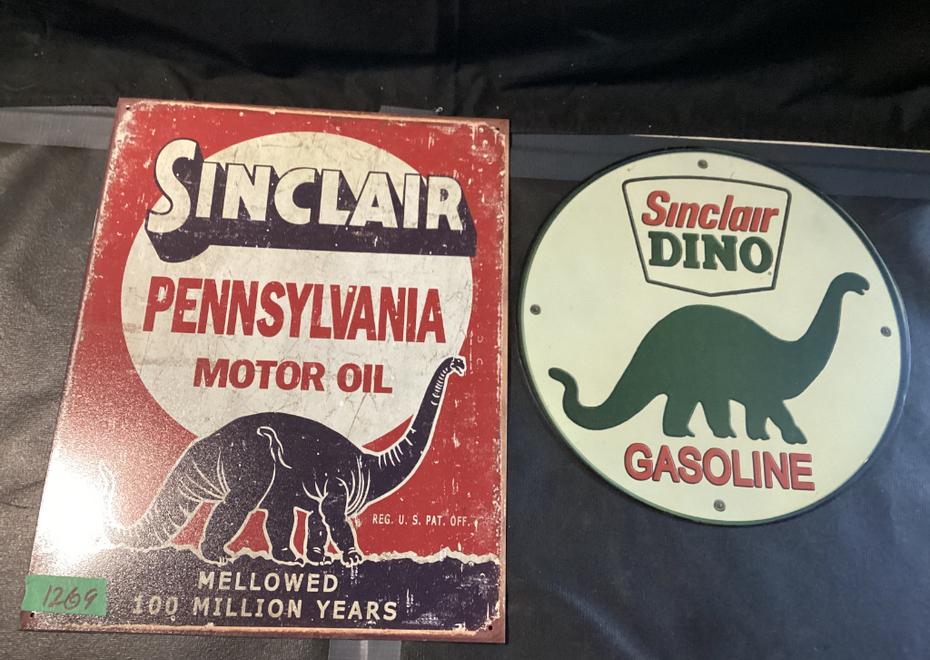 SINCLAIR
PENNSYLVANIA
MOTOR OIL
REG. U. S. PAT. OFF.
MELLOWED
100 MILLION YEARS
1269
Sinclair
DINO
GASOLINE